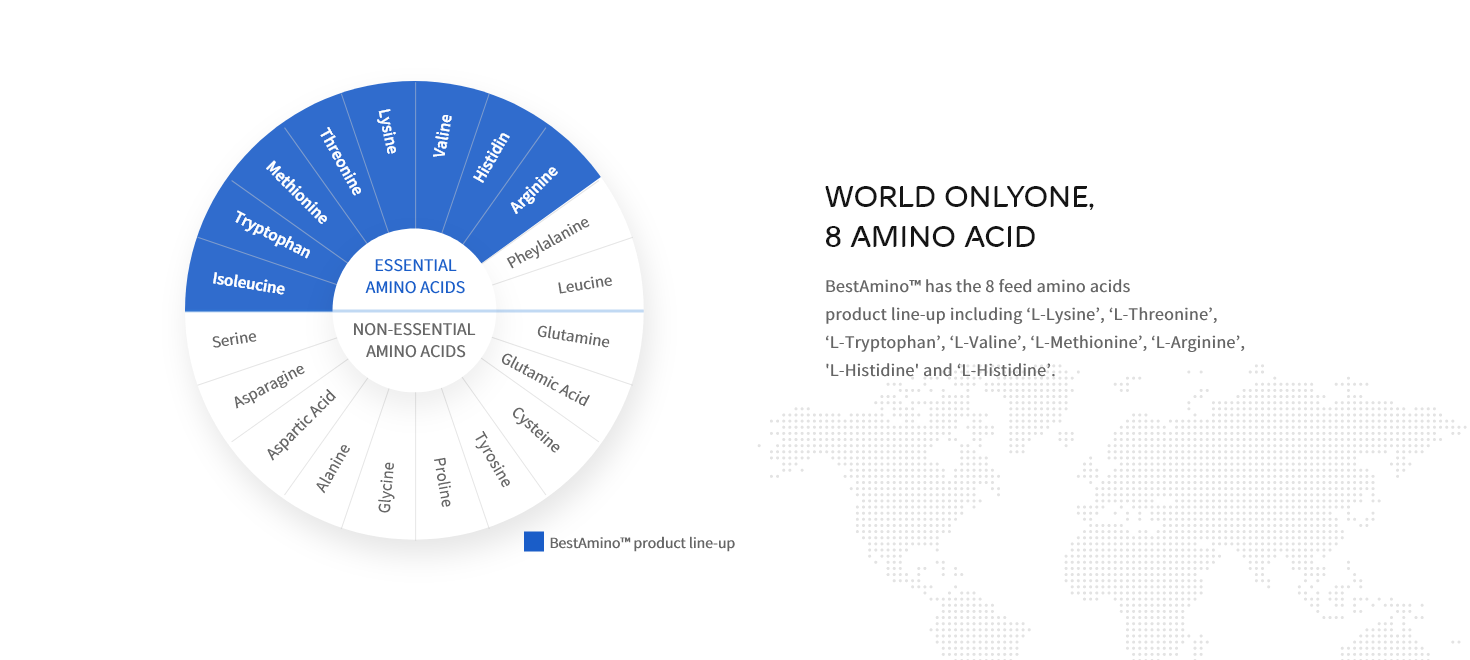 Isoleucine
Tryptophan
Methionine
Threonine
Lysine
Valine
Histidin
Arginine
Pheylalanine
Leucine
ESSENTIAL
AMINO ACIDS
NON-ESSENTIAL
AMINO ACIDS
Serine
Asparagine
Aspartic Acid
Alanine
Glycine
Proline
Tyrosine
Cysteine
Glutamic Acid
Glutamine
BestAmino™ product line-up
WORLD ONLYONE,
8 AMINO ACID
BestAmino™ has the 8 feed amino acids
product line-up including ‘L-Lysine’, ‘L-Threonine’,
‘L-Tryptophan’, ‘L-Valine’, ‘L-Methionine’, ‘L-Arginine’,
'L-Histidine' and ‘L-Histidine’.